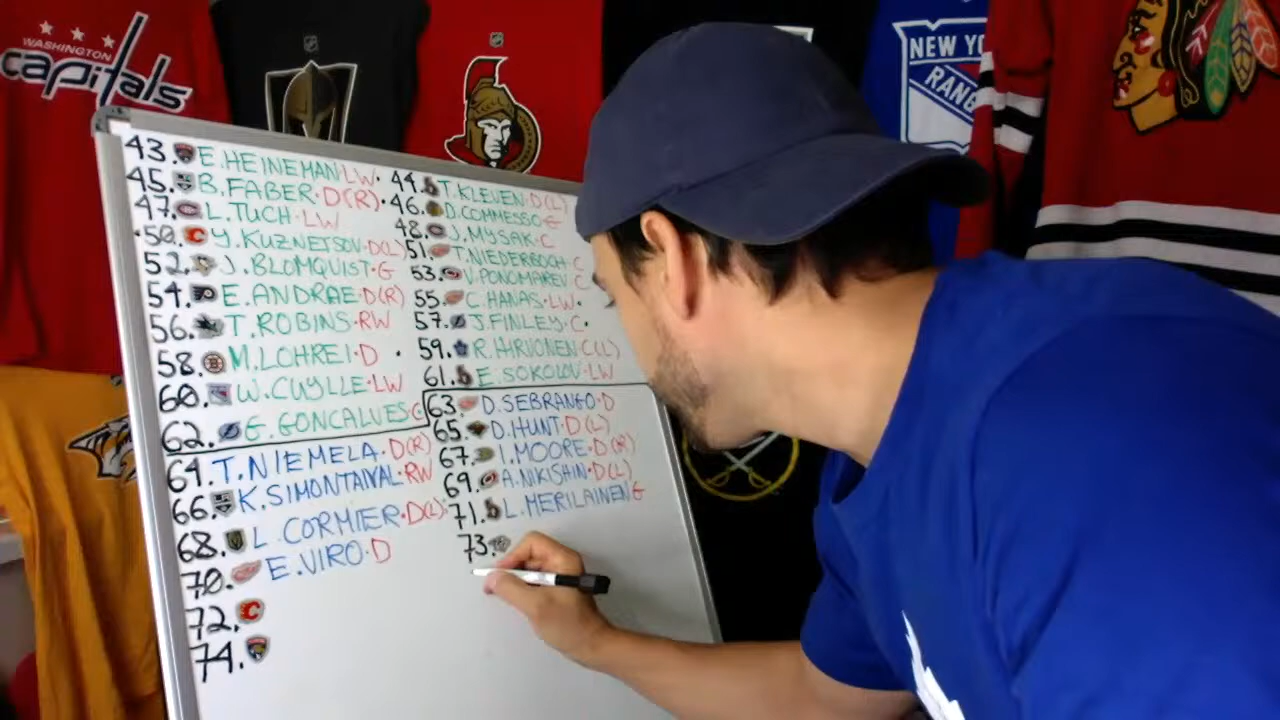 WASHINGTON
capitals
NEW YO
RANG
43. E. HEINEMAN LW.
45. B. FABER · D(R).
47. L. TUCH · LW
.50. Y. KUZNETSOV · D(L)
52. J. BLOMQUIST · G
54. E. ANDRAE · D(R)
56. T. ROBINS · RW
58. M. LOHREI · D .
60. W. CUYLLE · LW
62. G. GONCALVES C
64. T. NIEMELA · D(R)
66. K. SIMONTAIVAL · RW
68. L. CORMIER · D(L).
70. E. VIRO · D
72.
74.
44. T. KLEVEN · D(L)
46. D. COMMESSO G
48. J. MYSAK · C
51. T. NIEDERBACH · C
53. V. PONOMAREV C
55. C. HANAS · LW.
57. J. FINLEY · C.
59. R. HIRVONEN C(L)
61. E. SOKOLOV · LW
63. D. SEBRANGO · D
65. D. HUNT · D(L)
67. I. MOORE · D(R)
69. A. NIKISHIN · D(L)
71. L. MERILAINEN G
73.